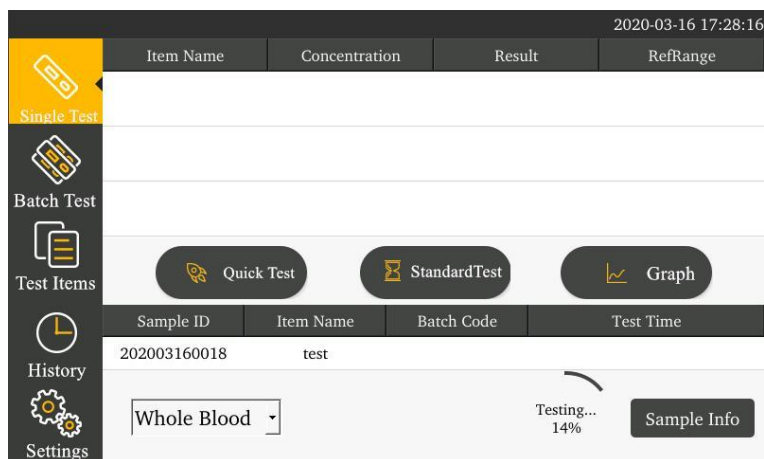 2020-03-16 17:28:16
Item Name Concentration Result RefRange
Single Test
Batch Test
Test Items
History
Settings
Quick Test StandardTest Graph
Sample ID Item Name Batch Code Test Time
202003160018 test
Whole Blood
Testing...
14%
Sample Info